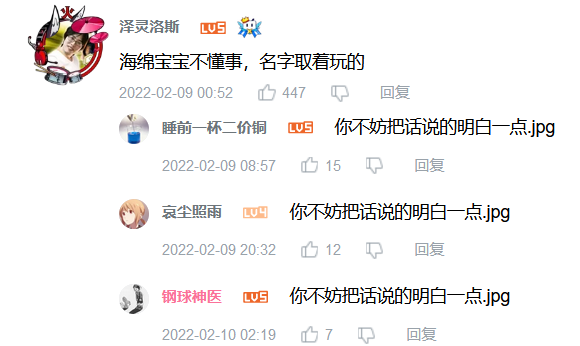 泽灵洛斯 LV5
海绵宝宝不懂事，名字取着玩的
2022-02-09 00:52 447 回复
睡前一杯二价铜 LV5 你不妨把话说的明白一点.jpg
2022-02-09 08:57 15 回复
哀尘照雨 LV4 你不妨把话说的明白一点.jpg
2022-02-09 20:32 12 回复
钢球神医 LV5 你不妨把话说的明白一点.jpg
2022-02-10 02:19 7 回复